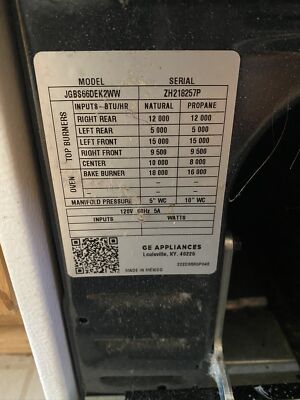 MODEL SERIAL
JGBS66DEK2WW ZH218257P
TOP BURNERS
INPUTS-BTU/HR NATURAL PROPANE
RIGHT REAR 12 000 12 000
LEFT REAR 5 000 5 000
LEFT FRONT 15 000 15 000
RIGHT FRONT 9 500 9 500
CENTER 10 000 8 000
OVEN
BAKE BURNER 18 000 16 000
– – –
– – –
MANIFOLD PRESSURE 5" WC 10" WC
120V 60Hz 5A
INPUTS WATTS
GE APPLIANCES
Louisville, KY. 40225
MADE IN MEXICO